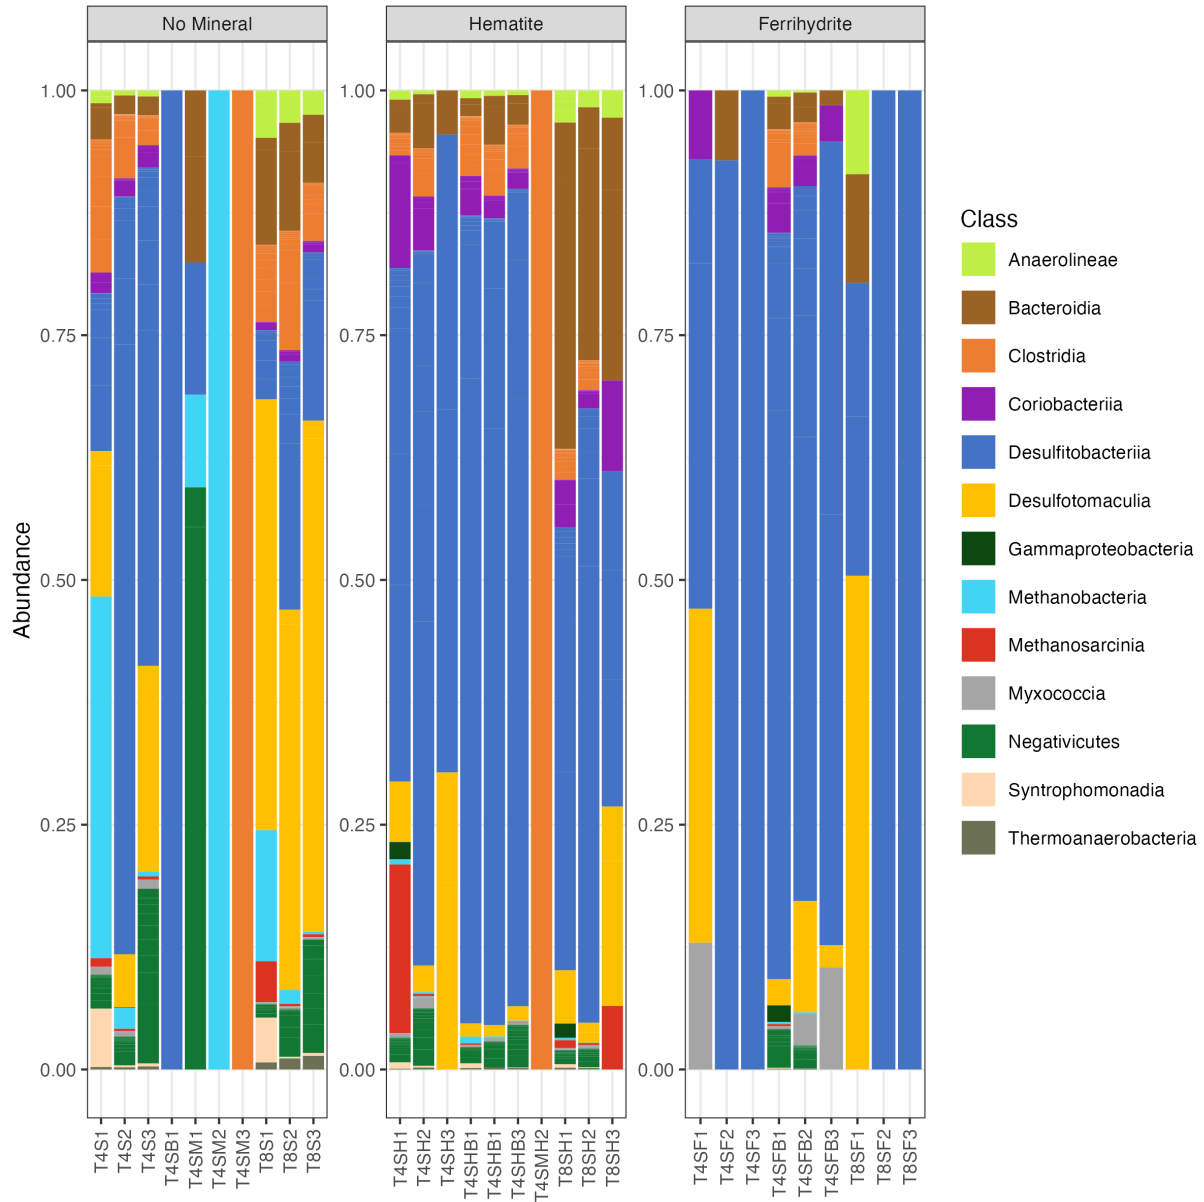 No Mineral
Hematite
Ferrihydrite
Abundance
1.00
0.75
0.50
0.25
0.00
1.00
0.75
0.50
0.25
0.00
1.00
0.75
0.50
0.25
0.00
T4S1
T4S2
T4S3
T4SB1
T4SM1
T4SM2
T4SM3
T8S1
T8S2
T8S3
T4SH1
T4SH2
T4SH3
T4SHB1
T4SHB1
T4SHB3
T4SMH2
T8SH1
T8SH2
T8SH3
T4SF1
T4SF2
T4SF3
T4SFB1
T4SFB2
T4SFB3
T8SF1
T8SF2
T8SF3
Class
Anaerolineae
Bacteroidia
Clostridia
Coriobacteriia
Desulfitobacteriia
Desulfotomaculia
Gammaproteobacteria
Methanobacteria
Methanosarcinia
Myxococcia
Negativicutes
Syntrophomonadia
Thermoanaerobacteria